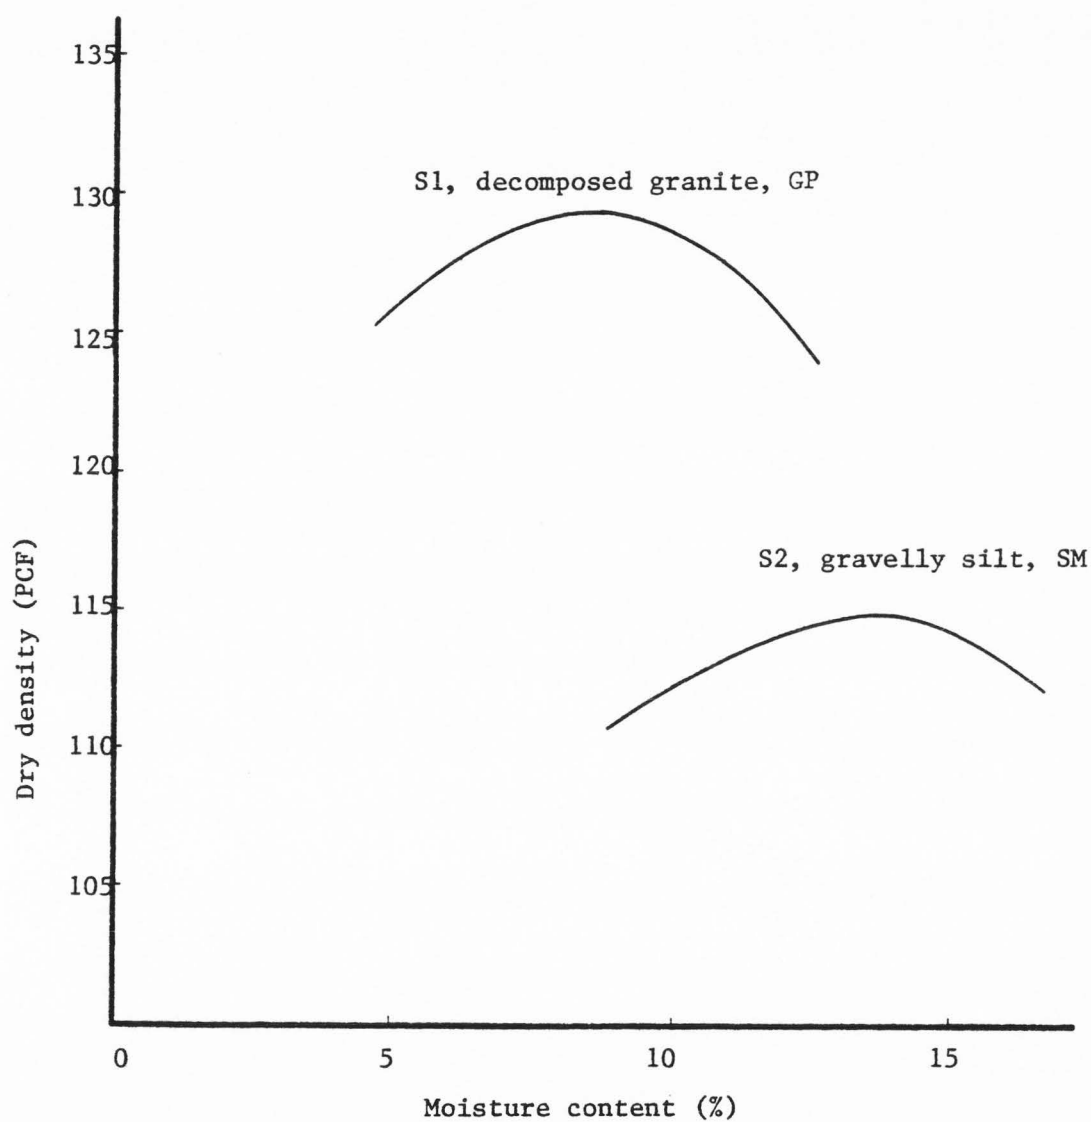 135
S1, decomposed granite, GP
130
125
120
S2, gravelly silt, SM
115
110
105
Dry density (PCF)
0 5 10 15
Moisture content (%)